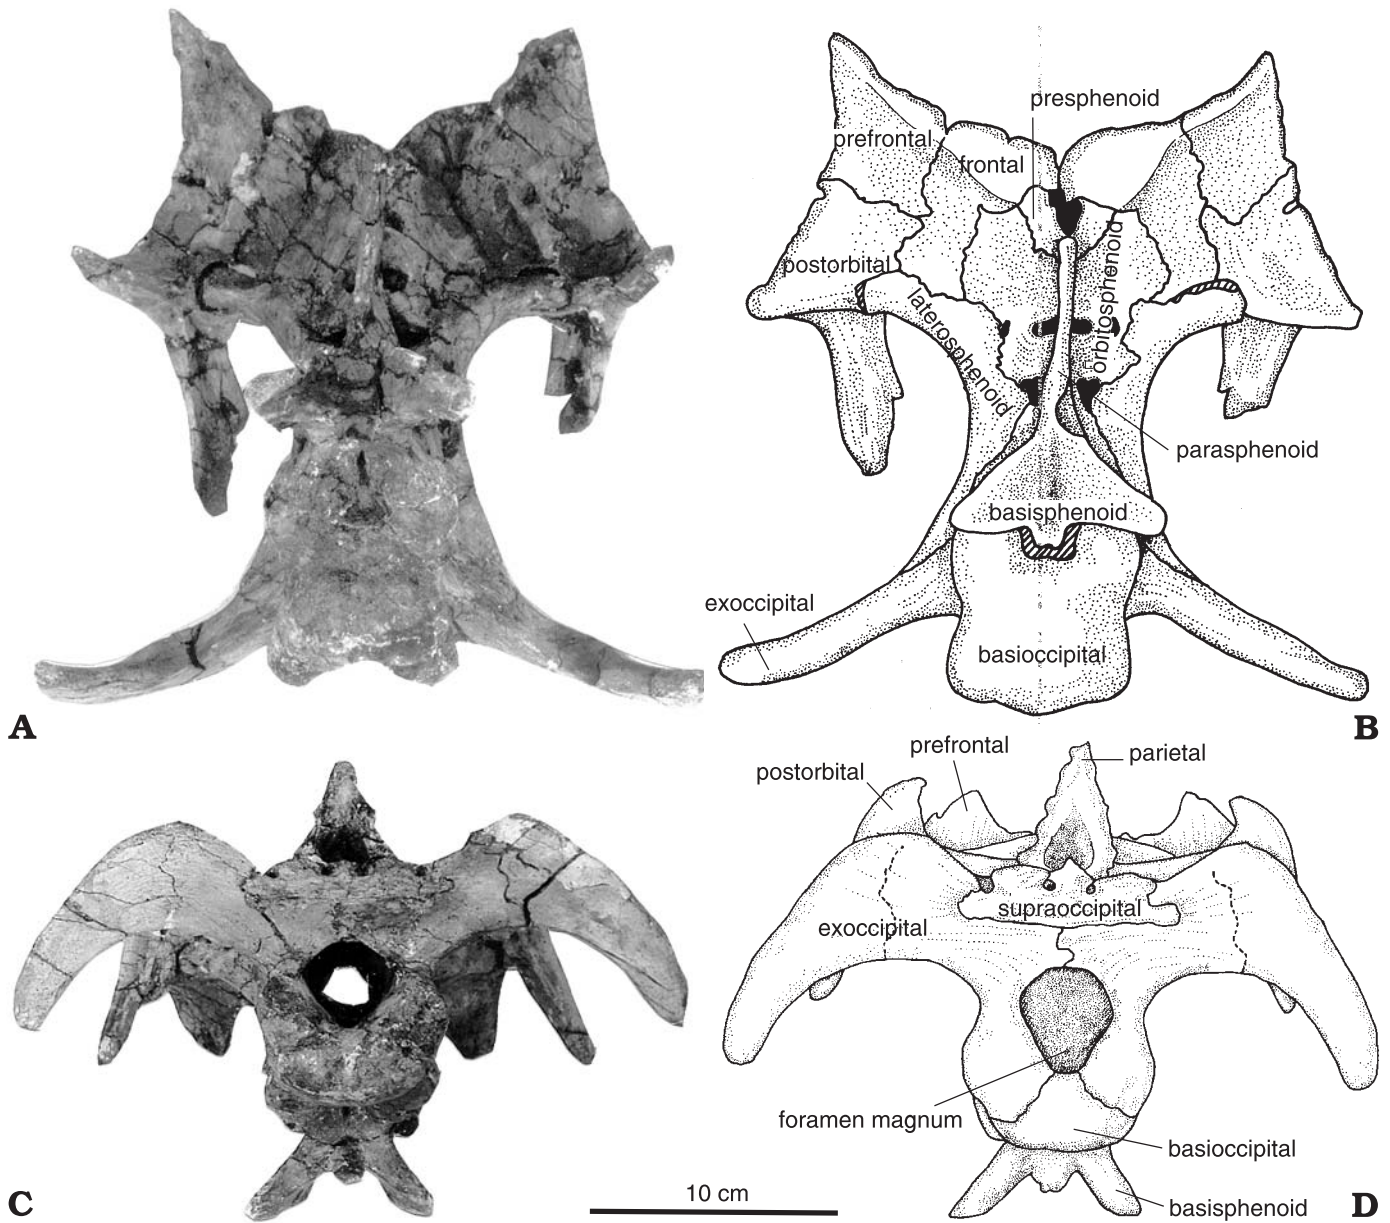 presphenoid
prefrontal
frontal
postorbital
laterosphenoid
orbitosphenoid
parasphenoid
basisphenoid
exoccipital
basioccipital
A
B
prefrontal
parietal
postorbital
supraoccipital
exoccipital
foramen magnum
basioccipital
basisphenoid
10 cm
C
D